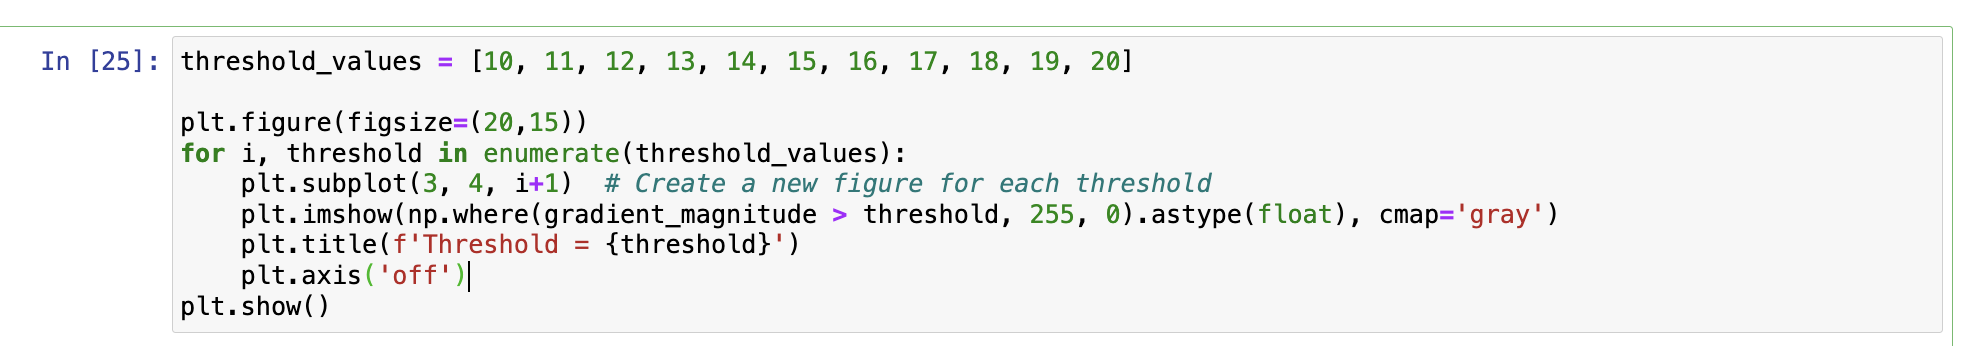 In [25]: threshold_values = [10, 11, 12, 13, 14, 15, 16, 17, 18, 19, 20]

plt.figure(figsize=(20,15))
for i, threshold in enumerate(threshold_values):
    plt.subplot(3, 4, i+1)  # Create a new figure for each threshold
    plt.imshow(np.where(gradient_magnitude > threshold, 255, 0).astype(float), cmap='gray')
    plt.title(f'Threshold = {threshold}')
    plt.axis('off')
plt.show()